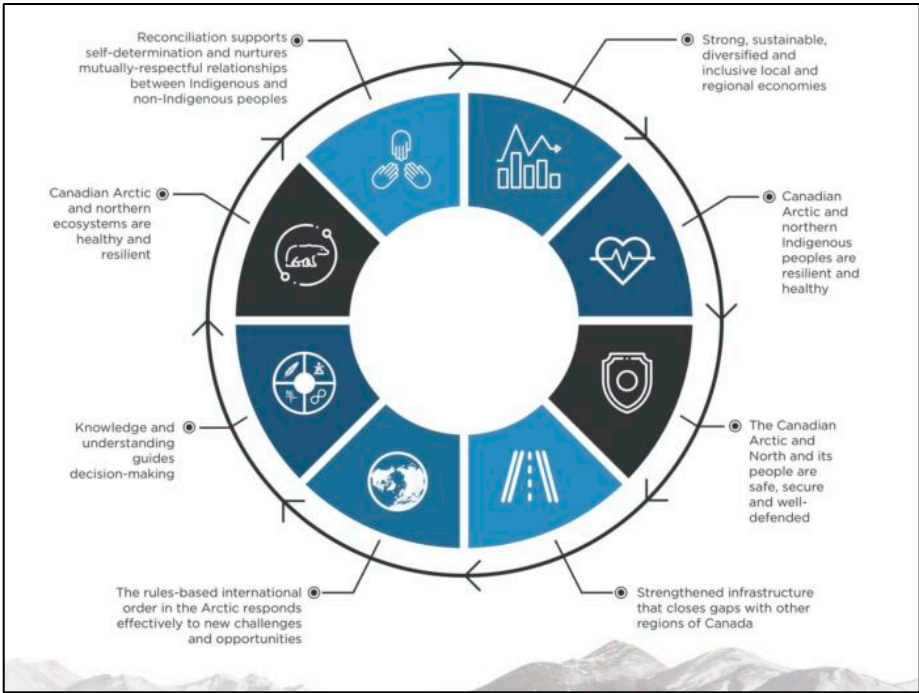 Reconciliation supports
self-determination and nurtures
mutually-respectful relationships
between Indigenous and
non-Indigenous peoples
Strong, sustainable,
diversified and
inclusive local and
regional economies
Canadian Arctic
and northern
ecosystems are
healthy and
resilient
Canadian
Arctic and
northern
Indigenous
peoples are
resilient and
healthy
Knowledge and
understanding
guides
decision-making
The Canadian
Arctic and
North and its
people are
safe, secure
and well-
defended
The rules-based international
order in the Arctic responds
effectively to new challenges
and opportunities
Strengthened infrastructure
that closes gaps with other
regions of Canada